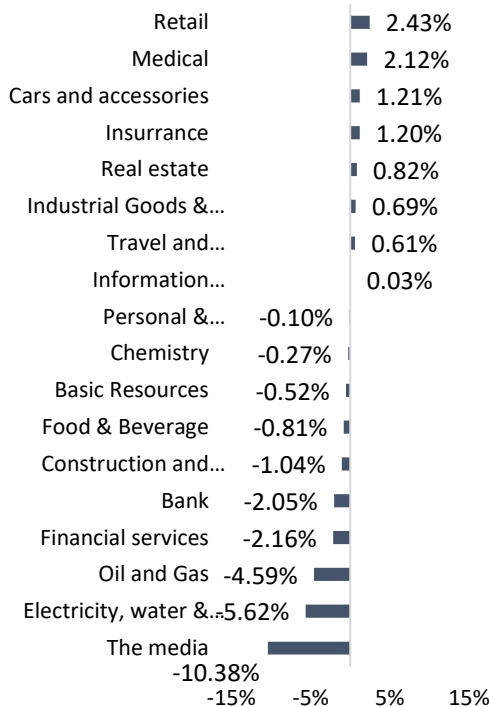 Retail 2.43%
Medical 2.12%
Cars and accessories 1.21%
Insurrance 1.20%
Real estate 0.82%
Industrial Goods &... 0.69%
Travel and... 0.61%
Information... 0.03%
Personal &... -0.10%
Chemistry -0.27%
Basic Resources -0.52%
Food & Beverage -0.81%
Construction and... -1.04%
Bank -2.05%
Financial services -2.16%
Oil and Gas -4.59%
Electricity, water &... -5.62%
The media
-10.38%
-15% -5% 5% 15%